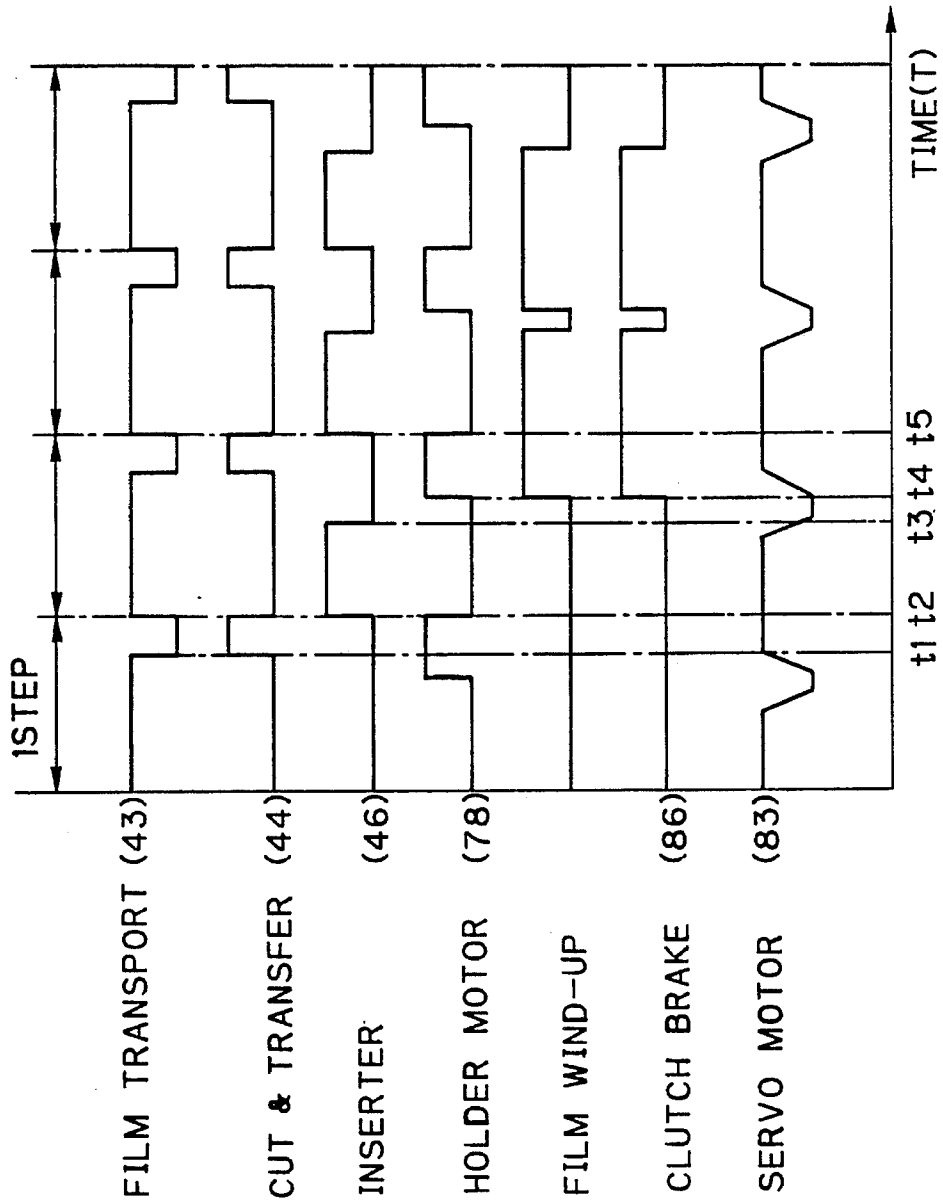 1STEP
FILM TRANSPORT (43)
CUT & TRANSFER (44)
INSERTER (46)
HOLDER MOTOR (78)
FILM WIND-UP
CLUTCH BRAKE (86)
SERVO MOTOR (83)
t1 t2 t3 t4 t5 TIME(T)